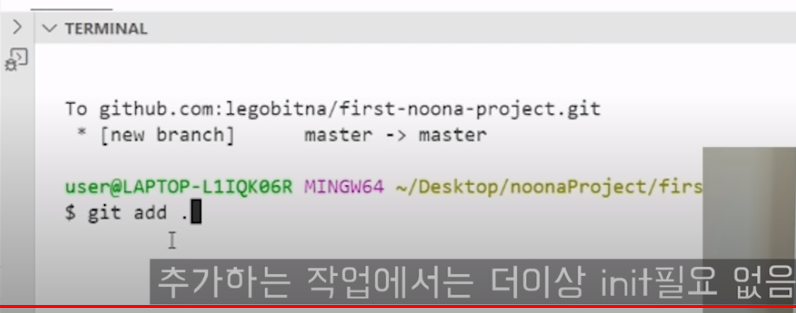 TERMINAL
To github.com:legobitna/first-noona-project.git
* [new branch]      master -> master
user@LAPTOP-L1IQK06R MINGW64 ~/Desktop/noonaProject/firs
$ git add .
추가하는 작업에서는 더이상 init필요 없음